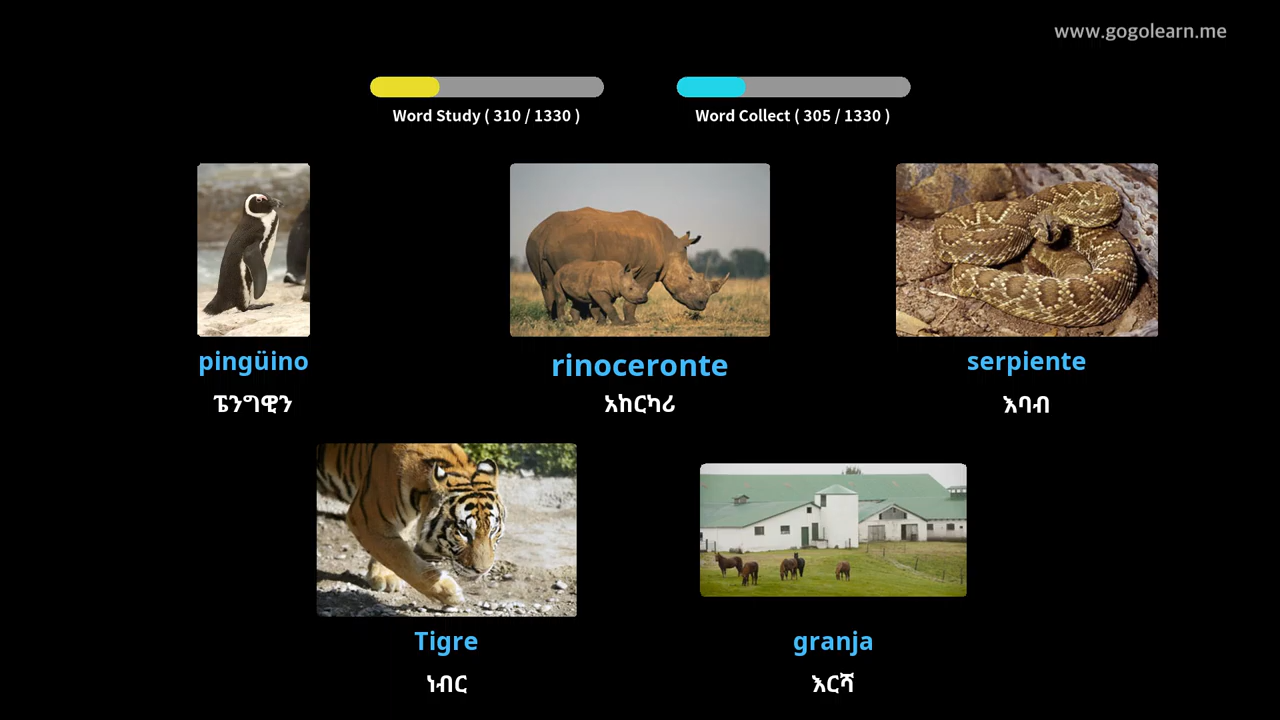 www.gogolearn.me
Word Study ( 310 / 1330 )
Word Collect ( 305 / 1330 )
pingüino
rinoceronte
serpiente
ፔንግዊን
አከርካሪ
እባብ
Tigre
granja
ነብር
እርሻ